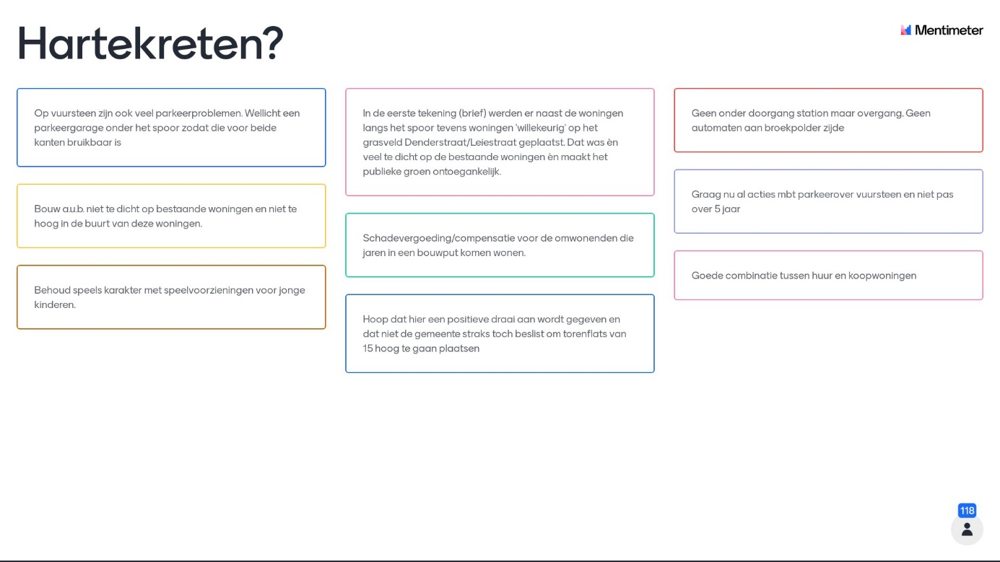 Hartekreten?
Mentimeter
Op vuursteen zijn ook veel parkeerproblemen. Wellicht een
parkeergarage onder het spoor zodat die voor beide
kanten bruikbaar is
Bouw a.u.b. niet te dicht op bestaande woningen en niet te
hoog in de buurt van deze woningen.
Behoud speels karakter met speelvoorzieningen voor jonge
kinderen.
In de eerste tekening (brief) werden er naast de woningen
langs het spoor tevens woningen 'willekeurig' op het
grasveld Denderstraat/Leiestraat geplaatst. Dat was èn
veel te dicht op de bestaande woningen èn maakt het
publieke groen ontoegankelijk.
Schadevergoeding/compensatie voor de omwonenden die
jaren in een bouwput komen wonen.
Hoop dat hier een positieve draai aan wordt gegeven en
dat niet de gemeente straks toch beslist om torenflats van
15 hoog te gaan plaatsen
Geen onder doorgang station maar overgang. Geen
automaten aan broekpolder zijde
Graag nu al acties mbt parkeerover vuursteen en niet pas
over 5 jaar
Goede combinatie tussen huur en koopwoningen
118